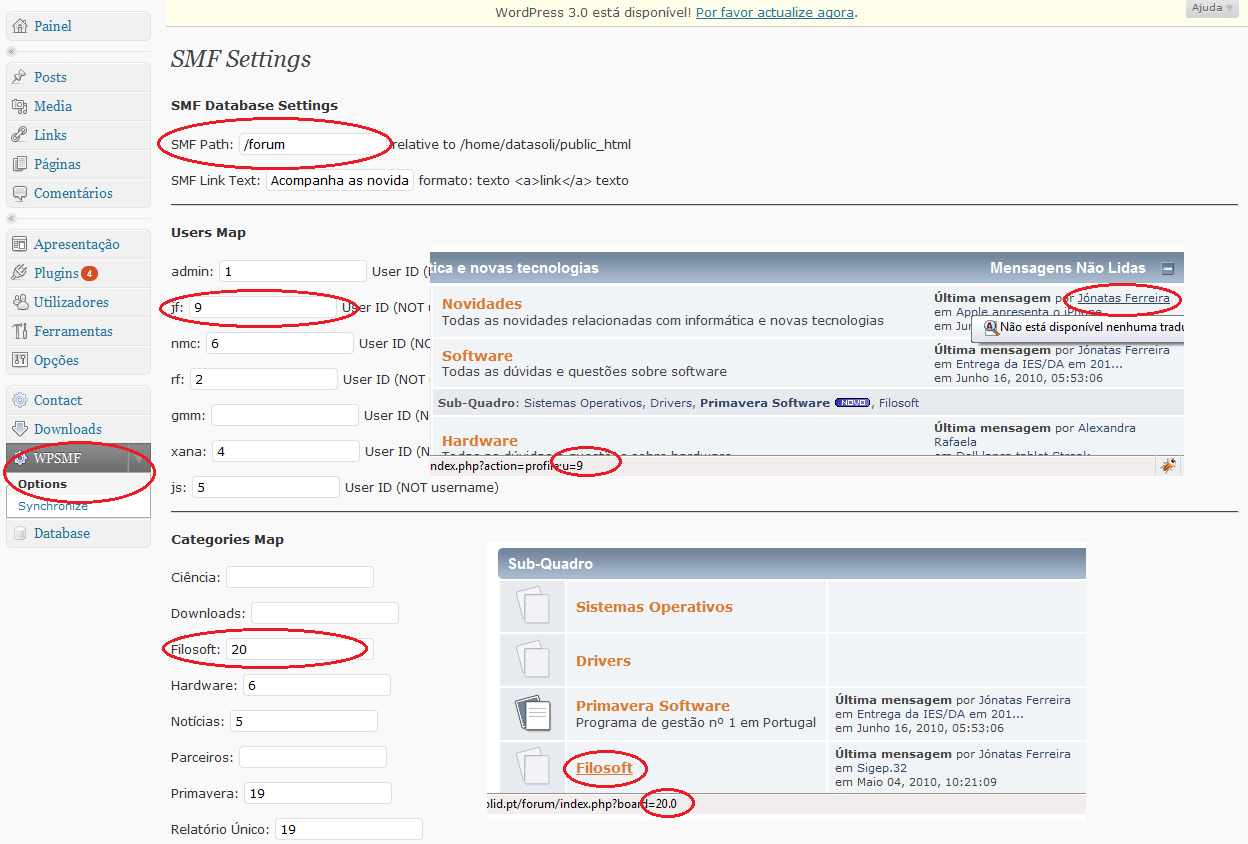 WordPress 3.0 está disponível! Por favor actualize agora.
Ajuda
Painel
Posts
Media
Links
Páginas
Comentários
Apresentação
Plugins 4
Utilizadores
Ferramentas
Opções
Contact
Downloads
WPSMF
Options
Synchronize
Database
SMF Settings
SMF Database Settings
SMF Path: /forum relative to /home/datasoli/public_html
SMF Link Text: Acompanha as novida formato: texto <a>link</a> texto
Users Map
admin: 1 User ID
jf: 9 User ID (NOT
nmc: 6 User ID
rf: 2 User ID (NOT
gmm: User ID
xana: 4 User ID
js: 5 User ID (NOT username)
tica e novas tecnologias Mensagens Não Lidas
Novidades
Todas as novidades relacionadas com informática e novas tecnologias
Última mensagem por Jónatas Ferreira
em Apple apresenta o iPhone
em Jun
Não está disponível nenhuma tradu
Software
Todas as dúvidas e questões sobre software
Última mensagem por Jónatas Ferreira
em Entrega da IES/DA em 201...
em Junho 16, 2010, 05:53:06
Sub-Quadro: Sistemas Operativos, Drivers, Primavera Software NOVO, Filosoft
Hardware
Todas as dúvidas e questões sobre hardware
Última mensagem por Alexandra
Rafaela
em Dell lança tablet Streak
ndex.php?action=profile;u=9
Categories Map
Ciência:
Downloads:
Filosoft: 20
Hardware: 6
Notícias: 5
Parceiros:
Primavera: 19
Relatório Único: 19
Sub-Quadro
Sistemas Operativos
Drivers
Primavera Software
Programa de gestão nº 1 em Portugal
Última mensagem por Jónatas Ferreira
em Entrega da IES/DA em 201...
em Junho 16, 2010, 05:53:06
Filosoft
Última mensagem por Jónatas Ferreira
em Sigep.32
em Maio 04, 2010, 10:21:09
olid.pt/forum/index.php?board=20.0